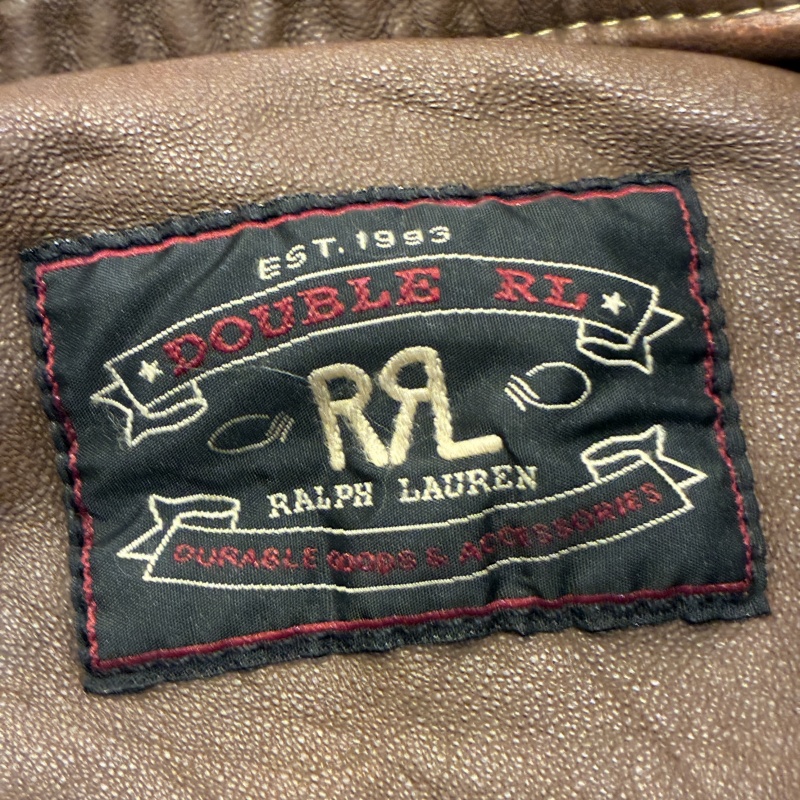 EST. 1993
DOUBLE RL
RRL
RALPH LAUREN
DURABLE GOODS & ACCESSORIES